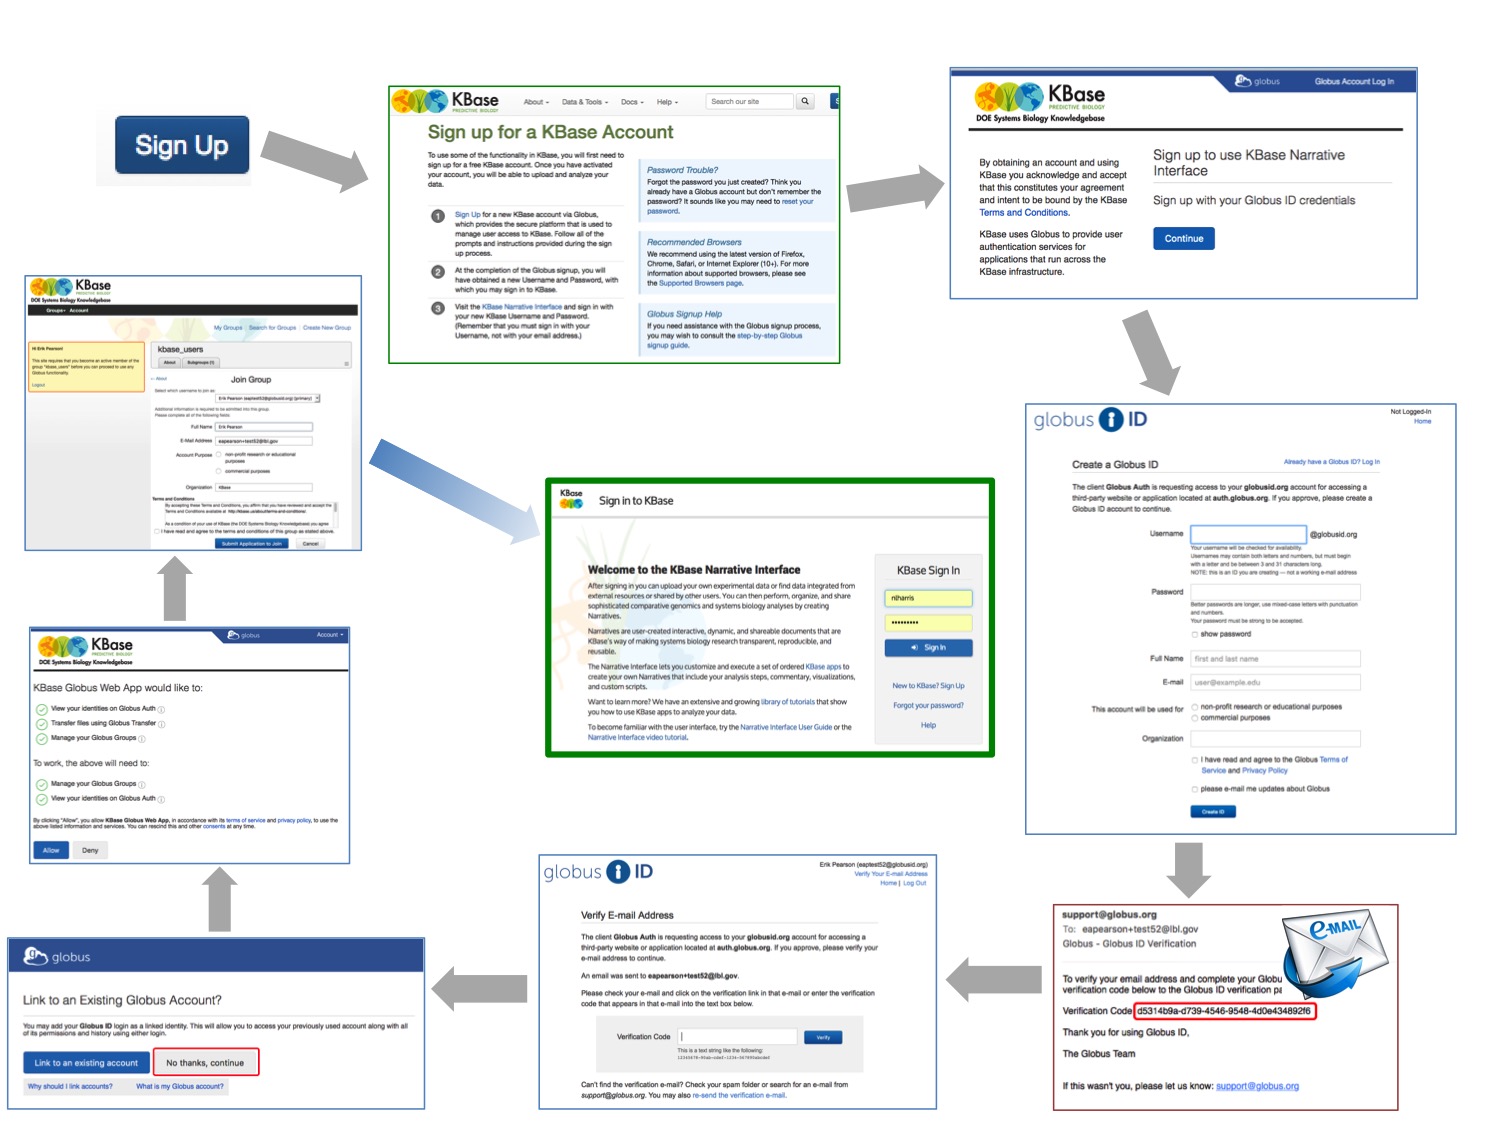 Sign Up
KBase
PREDICTIVE BIOLOGY
About
Data & Tools
Docs
Help
Search our site
Sign up for a KBase Account
To use some of the functionality in KBase, you will first need to
sign up for a free KBase account. Once you have activated
your account, you will be able to upload and analyze your
data.
1
Sign Up for a new KBase account via Globus,
which provides the secure platform that is used to
manage user access to KBase. Follow all of the
prompts and instructions provided during the sign
up process.
2
At the completion of the Globus signup, you will
have obtained a new Username and Password, with
which you may sign in to KBase.
3
Visit the KBase Narrative Interface and sign in with
your new KBase Username and Password.
(Remember that you must sign in with your
Username, not with your email address.)
Password Trouble?
Forgot the password you just created? Think you
already have a Globus account but don't remember the
password? It sounds like you may need to reset your
password.
Recommended Browsers
We recommend using the latest version of Firefox,
Chrome, Safari, or Internet Explorer (10+). For more
information about supported browsers, please see
the Supported Browsers page.
Globus Signup Help
If you need assistance with the Globus signup process,
you may wish to consult the step-by-step Globus
signup guide.
globus
Globus Account Log In
KBase
PREDICTIVE BIOLOGY
DOE Systems Biology Knowledgebase
By obtaining an account and using
KBase you acknowledge and accept
that this constitutes your agreement
and intent to be bound by the KBase
Terms and Conditions.
KBase uses Globus to provide user
authentication services for
applications that run across the
KBase infrastructure.
Sign up to use KBase Narrative
Interface
Sign up with your Globus ID credentials
Continue
globus i ID
Not Logged-In
Home
Create a Globus ID
Already have a Globus ID? Log In
The client Globus Auth is requesting access to your globusid.org account for accessing a
third-party website or application located at auth.globus.org. If you approve, please create a
Globus ID account to continue.
Username
@globusid.org
Your username will be checked for availability.
Usernames may contain both letters and numbers, but must begin
with a letter and be between 3 and 31 characters long.
NOTE: this is an ID you are creating — not a working e-mail address
Password
Better passwords are longer, use mixed-case letters with punctuation
and numbers.
Your password must be strong to be accepted.
show password
Full Name first and last name
E-mail user@example.edu
This account will be used for
non-profit research or educational purposes
commercial purposes
Organization
I have read and agree to the Globus Terms of
Service and Privacy Policy
please e-mail me updates about Globus
Create ID
support@globus.org
To: eapearson+test52@lbl.gov
Globus - Globus ID Verification
e-MAIL
To verify your email address and complete your Globu
verification code below to the Globus ID verification pa
Verification Code d5314b9a-d739-4546-9548-4d0e434892f6
Thank you for using Globus ID,
The Globus Team
If this wasn't you, please let us know: support@globus.org
globus i ID
Erik Pearson (eaptest52@globusid.org)
Verify Your E-mail Address
Home | Log Out
Verify E-mail Address
The client Globus Auth is requesting access to your globusid.org account for accessing a
third-party website or application located at auth.globus.org. If you approve, please verify your
e-mail address to continue.
An email was sent to eapearson+test52@lbl.gov.
Please check your e-mail and click on the verification link in that e-mail or enter the verification
code that appears in that e-mail into the text box below.
Verification Code
Verify
This is a text string like the following:
12345678-90ab-cdef-1234-567890abcdef
Can't find the verification e-mail? Check your spam folder or search for an e-mail from
support@globus.org. You may also re-send the verification e-mail.
globus
Link to an Existing Globus Account?
You may add your Globus ID login as a linked identity. This will allow you to access your previously used account along with all
of its permissions and history using either login.
Link to an existing account
No thanks, continue
Why should I link accounts?
What is my Globus account?
KBase
PREDICTIVE BIOLOGY
DOE Systems Biology Knowledgebase
globus
Account
KBase Globus Web App would like to:
View your identities on Globus Auth
Transfer files using Globus Transfer
Manage your Globus Groups
To work, the above will need to:
Manage your Globus Groups
View your identities on Globus Auth
By clicking "Allow", you allow KBase Globus Web App, in accordance with its terms of service and privacy policy, to use the
above listed information and services. You can rescind this and other consents at any time.
Allow
Deny
KBase
PREDICTIVE BIOLOGY
DOE Systems Biology Knowledgebase
Groups Account
My Groups
Search for Groups
Create New Group
Hi Erik Pearson!
This site requires that you become an active member of the
group "kbase_users" before you can proceed to use any
Globus functionality.
Logout
kbase_users
About
Subgroups (1)
← About
Join Group
Select which username to join as:
Erik Pearson (eaptest52@globusid.org) (primary)
Additional information is required to be admitted into this group.
Please complete all of the following fields:
Full Name Erik Pearson
E-Mail Address eapearson+test52@lbl.gov
Account Purpose
non-profit research or educational
purposes
commercial purposes
Organization KBase
Terms and Conditions
By accepting these Terms and Conditions, you affirm that you have reviewed and accept the
Terms and Conditions available at: http://kbase.us/about/terms-and-conditions/
As a condition of your use of KBase (the DOE Systems Biology Knowledgebase) you agree
I have read and agree to the terms and conditions of this group as stated above.
Submit Application to Join
Cancel
KBase
Sign in to KBase
Welcome to the KBase Narrative Interface
After signing in you can upload your own experimental data or find data integrated from
external resources or shared by other users. You can then perform, organize, and share
sophisticated comparative genomics and systems biology analyses by creating
Narratives.
Narratives are user-created interactive, dynamic, and shareable documents that are
KBase's way of making systems biology research transparent, reproducible, and
reusable.
The Narrative Interface lets you customize and execute a set of ordered KBase apps to
create your own Narratives that include your analysis steps, commentary, visualizations,
and custom scripts.
Want to learn more? We have an extensive and growing library of tutorials that show
you how to use KBase apps to analyze your data.
To become familiar with the user interface, try the Narrative Interface User Guide or the
Narrative Interface video tutorial.
KBase Sign In
nlharris
•••••••••
Sign In
New to KBase? Sign Up
Forgot your password?
Help